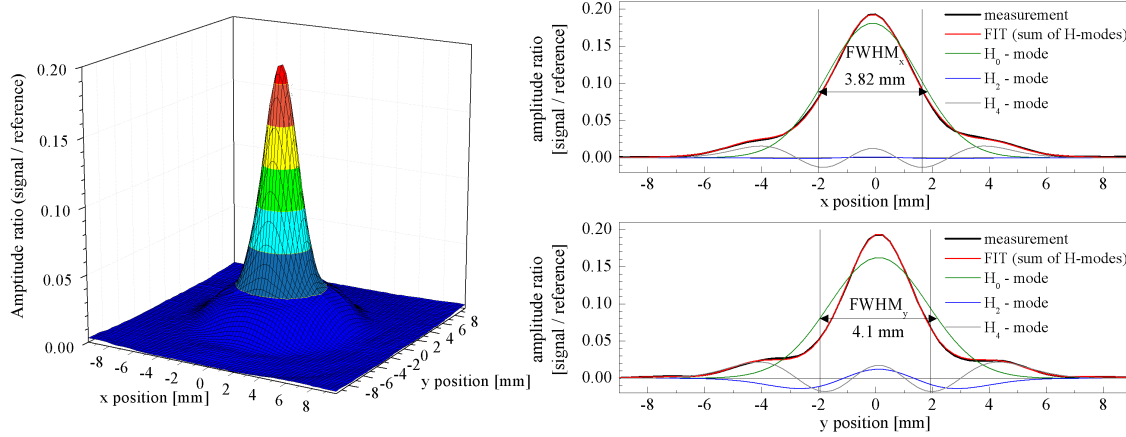 Amplitude ratio (signal / reference)
0.20
0.15
0.10
0.05
0.00
-8
-6
-4
-2
0
2
4
6
8
x position [mm]
-8
-6
-4
-2
0
2
4
6
8
y position [mm]
amplitude ratio
[signal / reference]
0.20
0.15
0.10
0.05
0.00
FWHMx
3.82 mm
measurement
FIT (sum of H-modes)
H0 - mode
H2 - mode
H4 - mode
-8 -6 -4 -2 0 2 4 6 8
x position [mm]
amplitude ratio
[signal / reference]
0.20
0.15
0.10
0.05
0.00
FWHMy
4.1 mm
measurement
FIT (sum of H-modes)
H0 - mode
H2 - mode
H4 - mode
-8 -6 -4 -2 0 2 4 6 8
y position [mm]